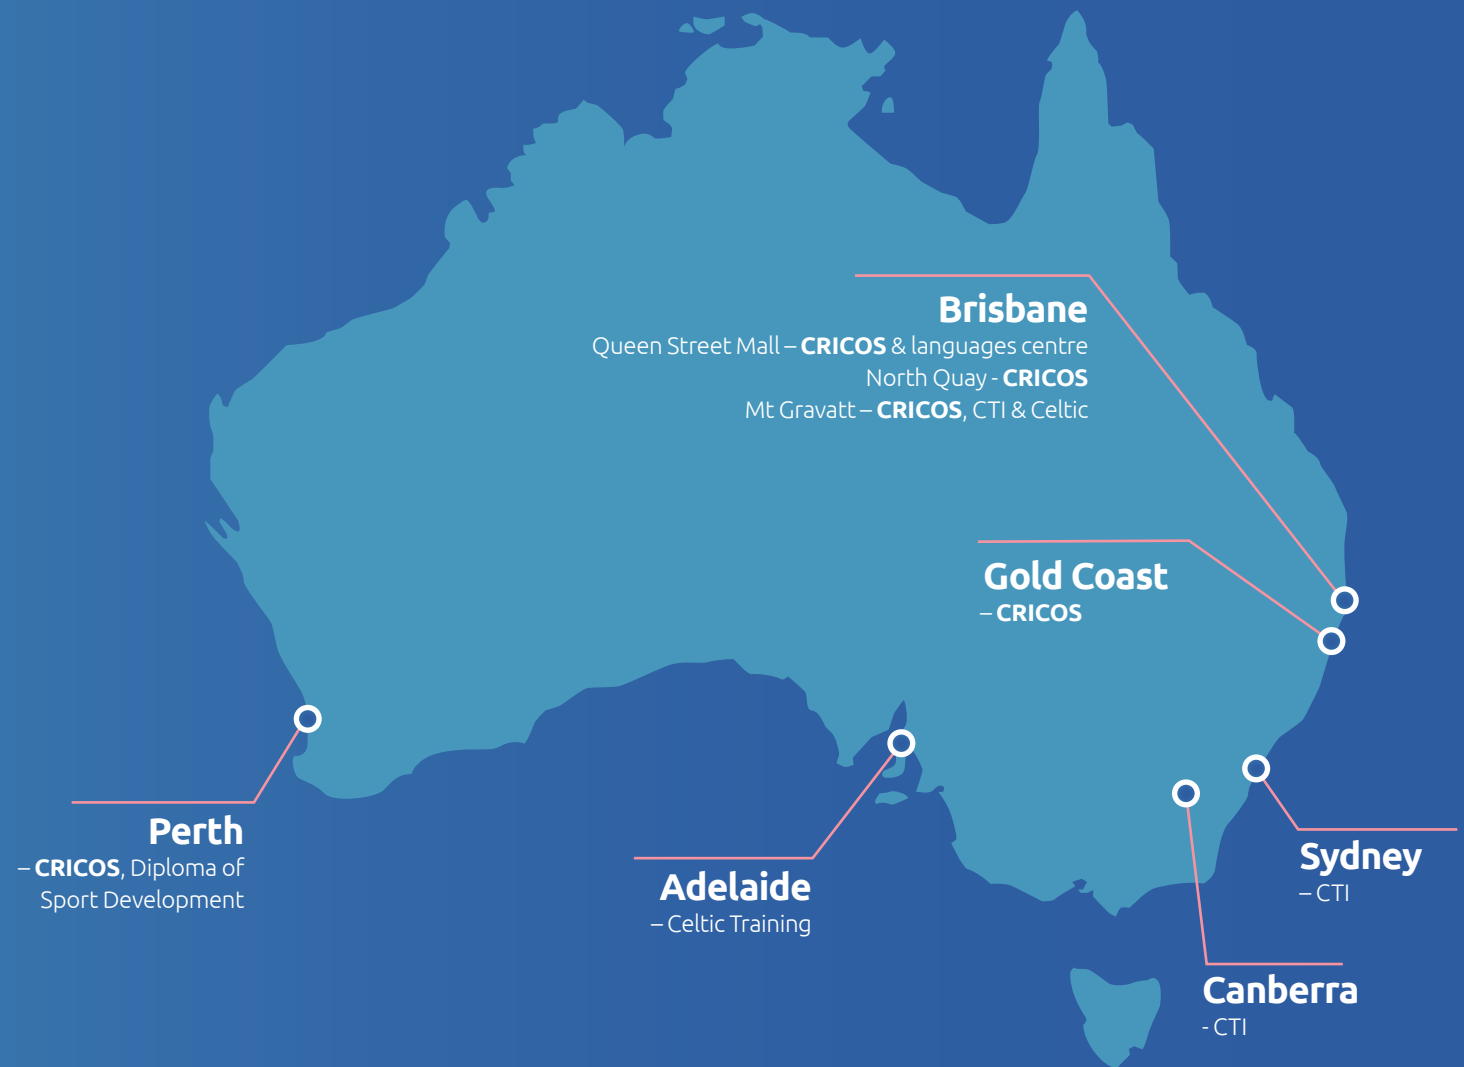 Brisbane
Queen Street Mall – CRICOS & languages centre
North Quay - CRICOS
Mt Gravatt – CRICOS, CTI & Celtic
Gold Coast
– CRICOS
Perth
– CRICOS, Diploma of
Sport Development
Adelaide
– Celtic Training
Sydney
– CTI
Canberra
- CTI